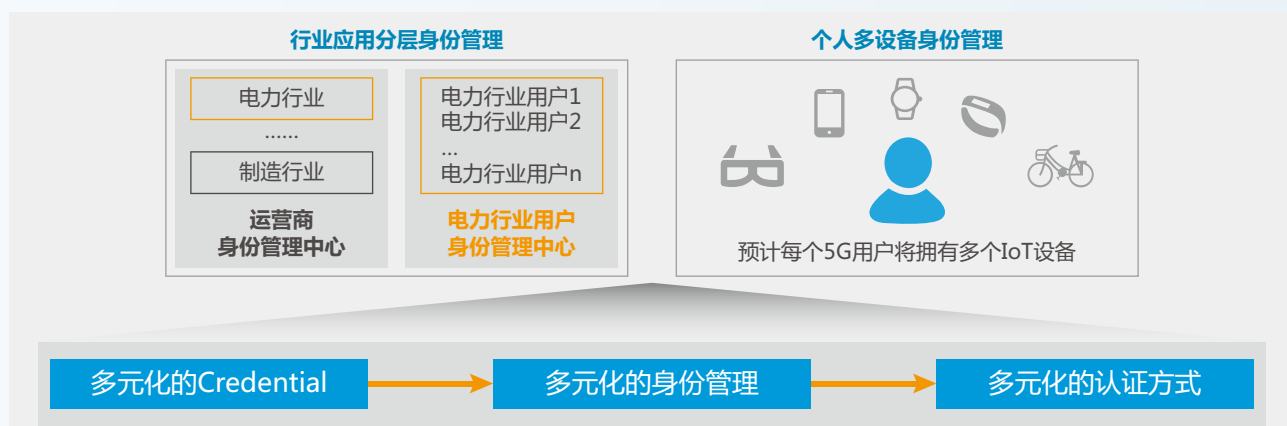 行业应用分层身份管理
电力行业
......
制造行业
运营商
身份管理中心
电力行业用户1
电力行业用户2
...
电力行业用户n
电力行业用户
身份管理中心
个人多设备身份管理
预计每个5G用户将拥有多个IoT设备
多元化的Credential
多元化的身份管理
多元化的认证方式